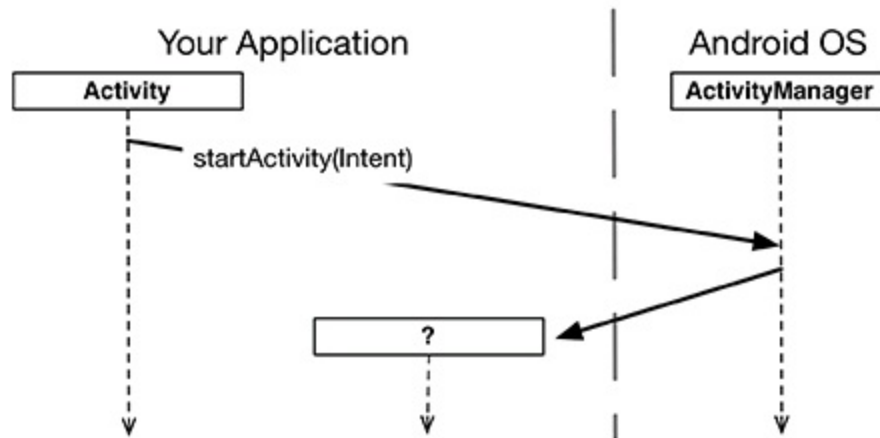 Your Application
Android OS
Activity
ActivityManager
startActivity(Intent)
?